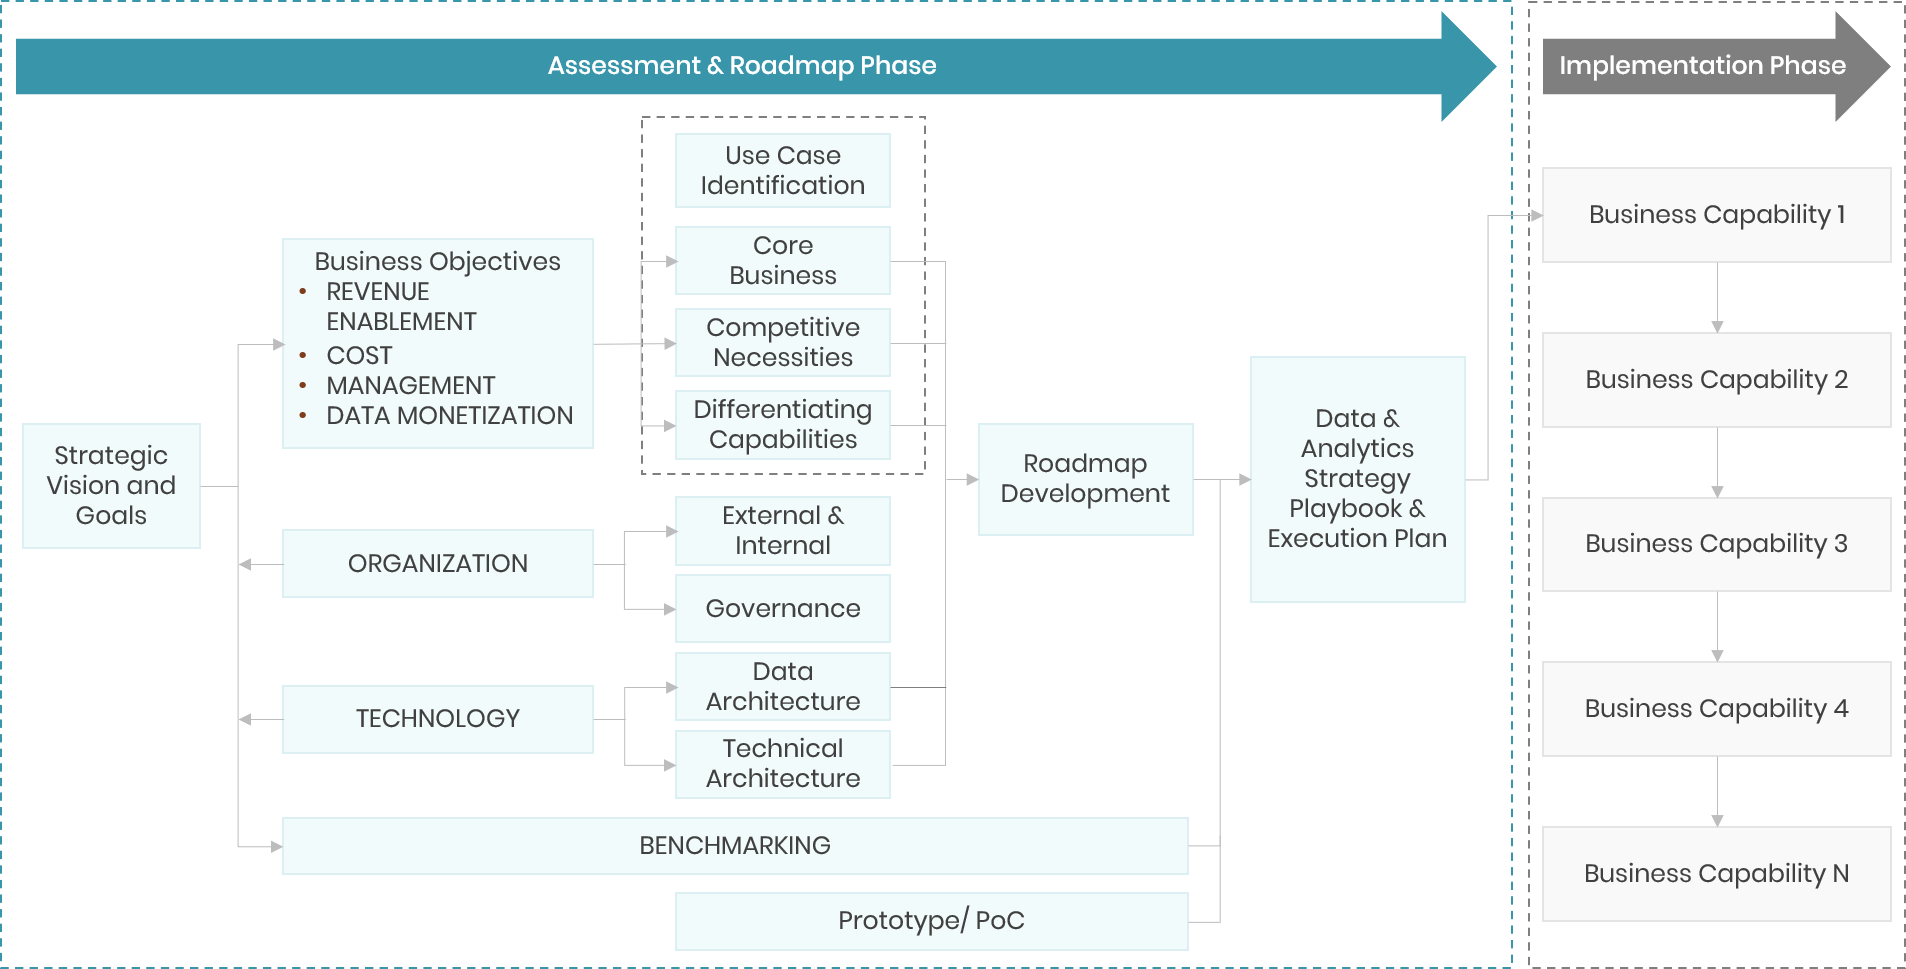 Assessment & Roadmap Phase
Implementation Phase
Strategic
Vision and
Goals
Business Objectives
• REVENUE
ENABLEMENT
• COST
• MANAGEMENT
• DATA MONETIZATION
ORGANIZATION
TECHNOLOGY
BENCHMARKING
Prototype/ PoC
Use Case
Identification
Core
Business
Competitive
Necessities
Differentiating
Capabilities
External &
Internal
Governance
Data
Architecture
Technical
Architecture
Roadmap
Development
Data &
Analytics
Strategy
Playbook &
Execution Plan
Business Capability 1
Business Capability 2
Business Capability 3
Business Capability 4
Business Capability N